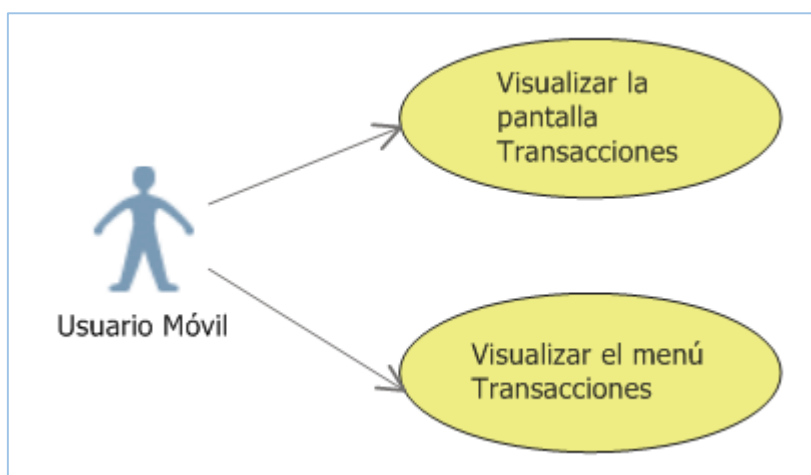 Visualizar la
pantalla
Transacciones
Usuario Móvil
Visualizar el menú
Transacciones